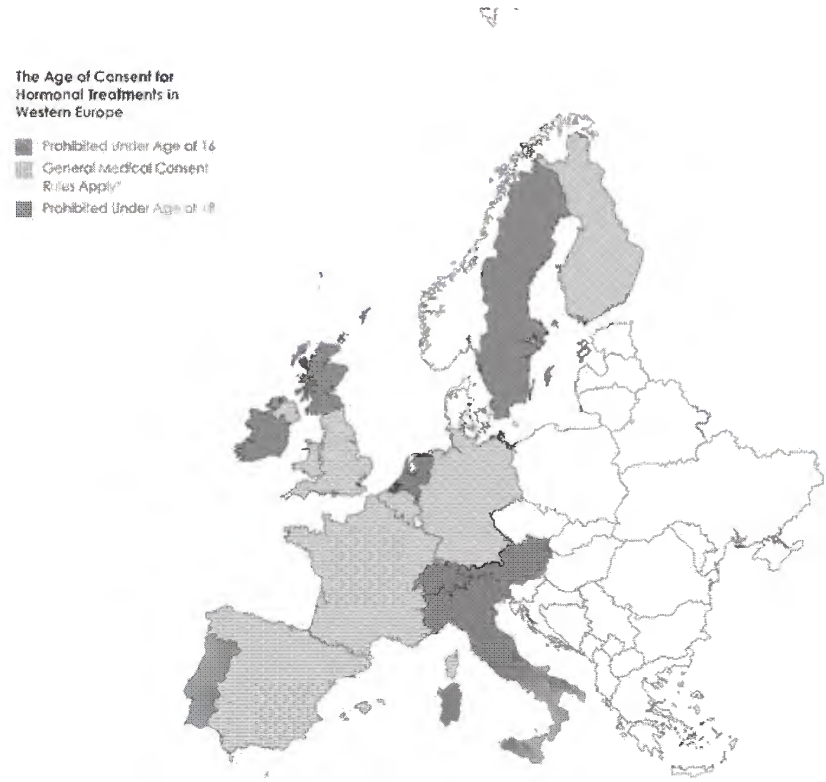 The Age of Consent for
Hormonal Treatments in
Western Europe
Prohibited Under Age of 16
General Medical Consent
Rules Apply*
Prohibited Under Age of 18